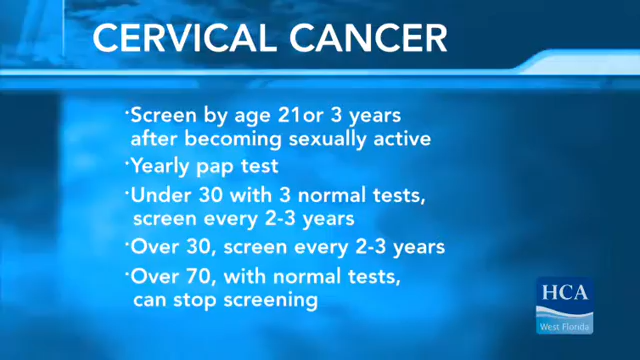 CERVICAL CANCER
·Screen by age 21or 3 years
after becoming sexually active
·Yearly pap test
·Under 30 with 3 normal tests,
screen every 2-3 years
·Over 30, screen every 2-3 years
·Over 70, with normal tests,
can stop screening
HCA
West Florida